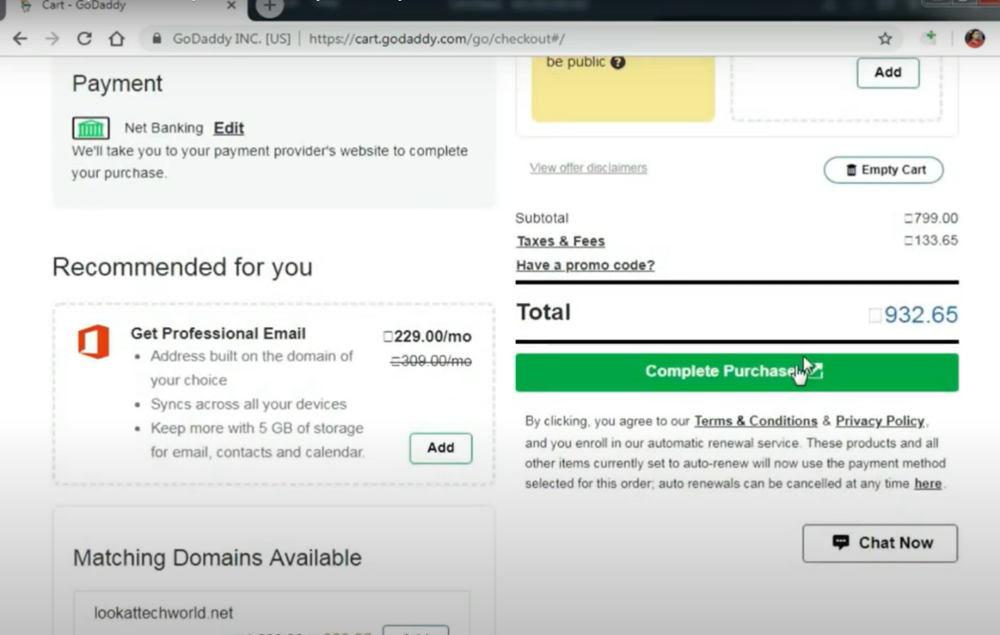 Cart - GoDaddy
GoDaddy INC. [US] | https://cart.godaddy.com/go/checkout#/
Payment
Net Banking Edit
We'll take you to your payment provider's website to complete
your purchase.
Recommended for you
Get Professional Email
□229.00/mo
□309.00/mo
• Address built on the domain of
your choice
• Syncs across all your devices
• Keep more with 5 GB of storage
for email, contacts and calendar.
Add
Matching Domains Available
lookattechworld.net
be public
Add
View offer disclaimers
Empty Cart
Subtotal □799.00
Taxes & Fees □133.65
Have a promo code?
Total □932.65
Complete Purchase
By clicking, you agree to our Terms & Conditions & Privacy Policy,
and you enroll in our automatic renewal service. These products and all
other items currently set to auto-renew will now use the payment method
selected for this order; auto renewals can be cancelled at any time here.
Chat Now